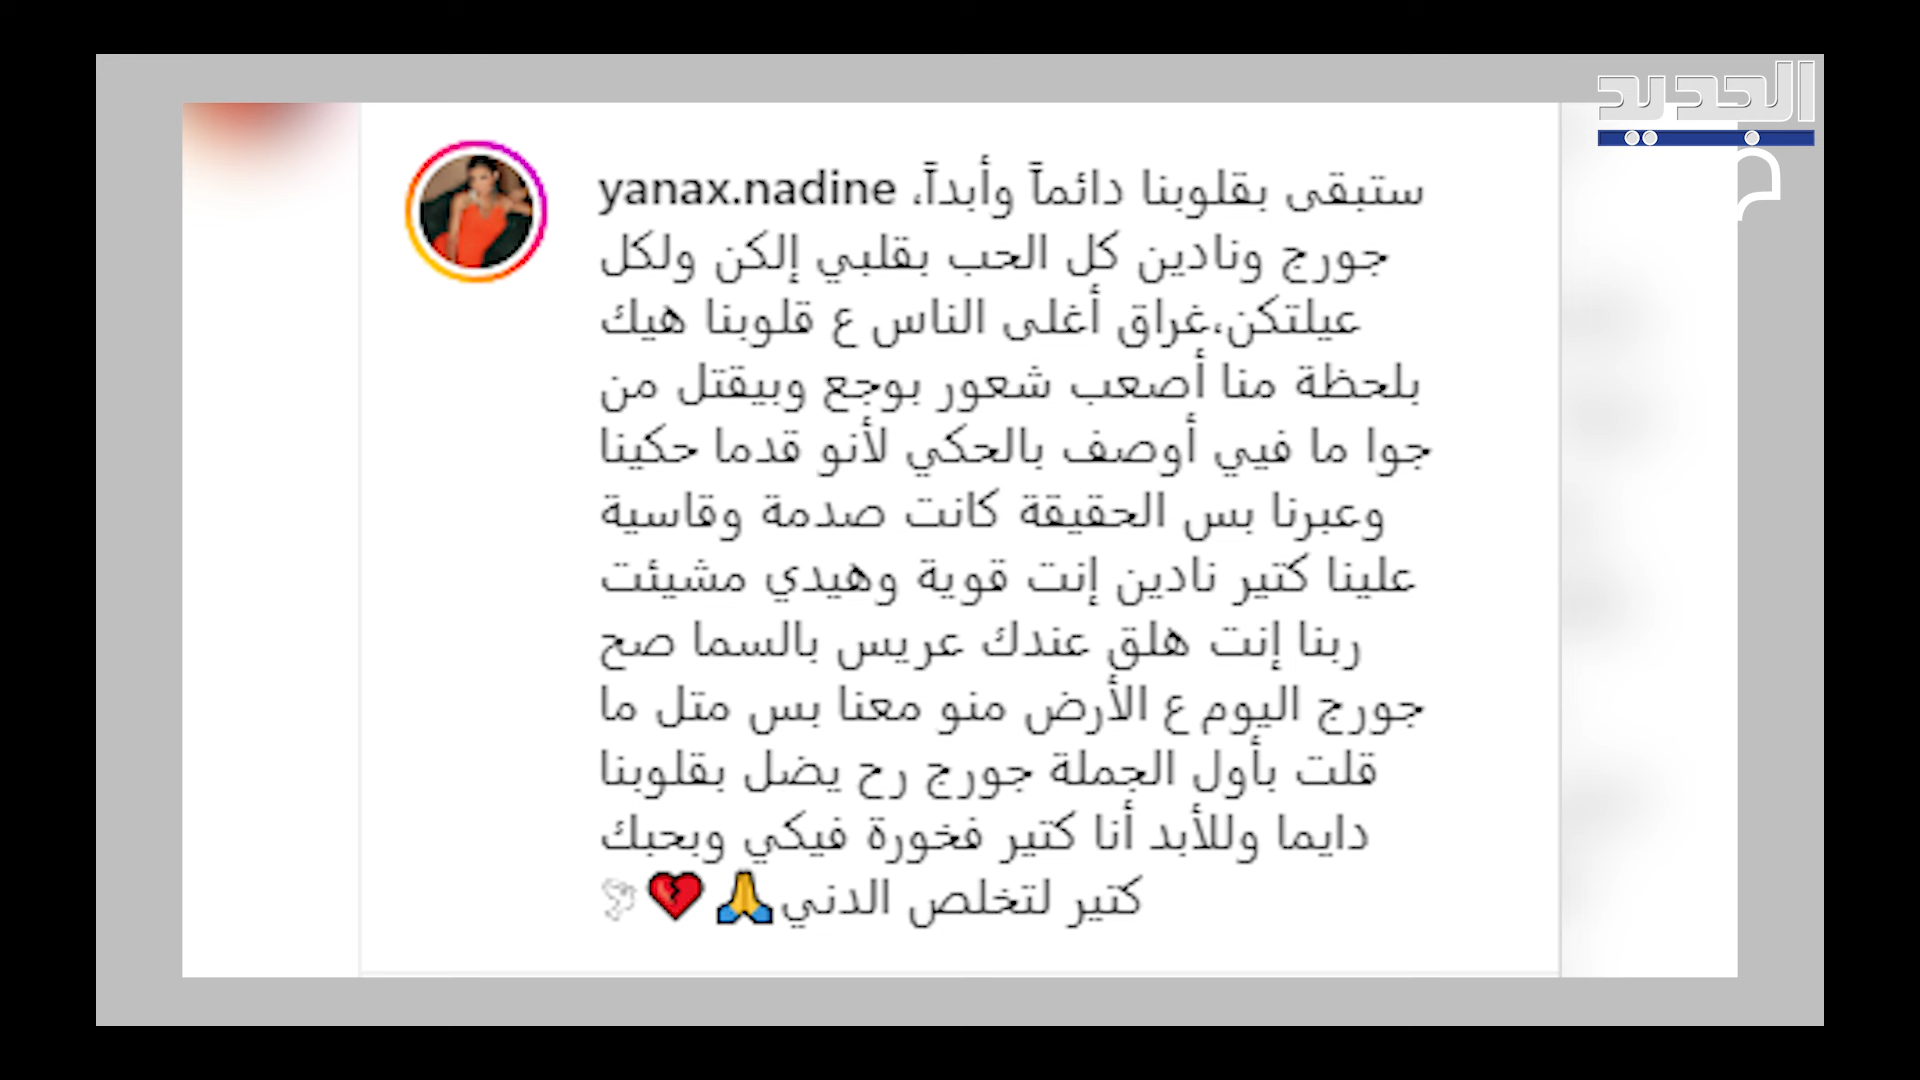 الجديد
yanax.nadine ستبقى بقلوبنا دائماً وأبداً،
جورج ونادين كل الحب بقلبي إلكن ولكل
عيلتكن،غراق أغلى الناس ع قلوبنا هيك
بلحظة منا أصعب شعور بوجع وبيقتل من
جوا ما فيي أوصف بالحكي لأنو قدما حكينا
وعبرنا بس الحقيقة كانت صدمة وقاسية
علينا كتير نادين إنت قوية وهيدي مشيئت
ربنا إنت هلق عندك عريس بالسما صح
جورج اليوم ع الأرض منو معنا بس متل ما
قلت بأول الجملة جورج رح يضل بقلوبنا
دايما وللأبد أنا كتير فخورة فيكي وبحبك
كتير لتخلص الدني🙏💔🕊